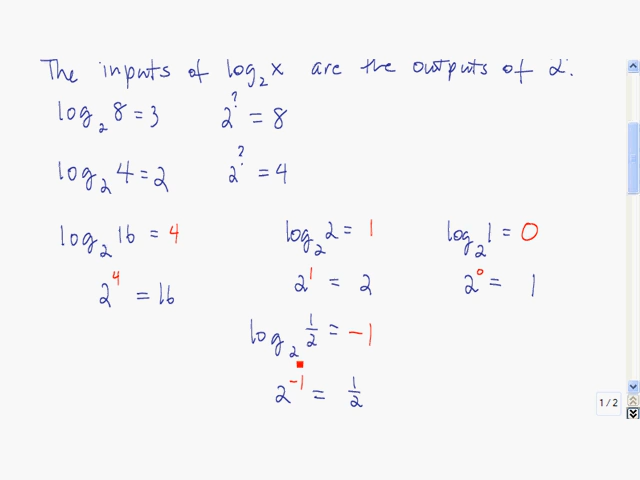 The inputs of log₂x are the outputs of 2.
log₂8=3 2^? = 8
log₂4=2 2^? = 4
log₂16 = 4 log₂2 = 1 log₂1 = 0
2⁴ = 16 2¹ = 2 2⁰ = 1
log₂ 1/2 = -1
2⁻¹ = 1/2
1 / 2